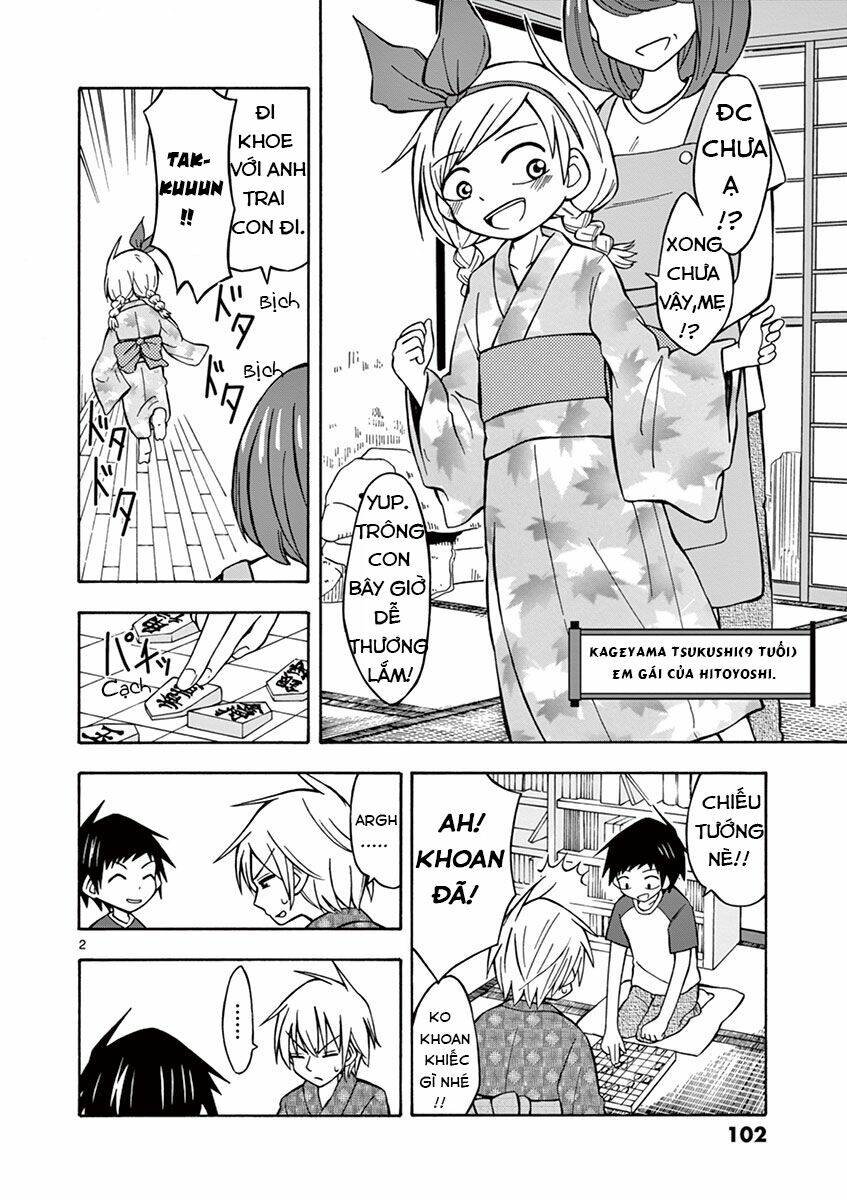 ĐC
CHƯA
Ạ
!?
XONG
CHƯA
VẬY,MẸ
!?
YUP.
TRÔNG
CON
BÂY GIỜ
DỄ
THƯƠNG
LẮM!
KAGEYAMA TSUKUSHI(9 TUỔI)
EM GÁI CỦA HITOYOSHI.
ĐI
KHOE
VỚI ANH
TRAI
CON ĐI.
TAK-
KUUUN
!!
ドタ
Bịch
ドタ
Bịch
ドタ
ドタ
パチッ
Cạch
CHIẾU
TƯỚNG
NÈ!!
AH!
KHOAN
ĐÃ!
KO
KHOAN
KHIẾC
GÌ NHÉ
!!
ARGH
.....
2
.....
102